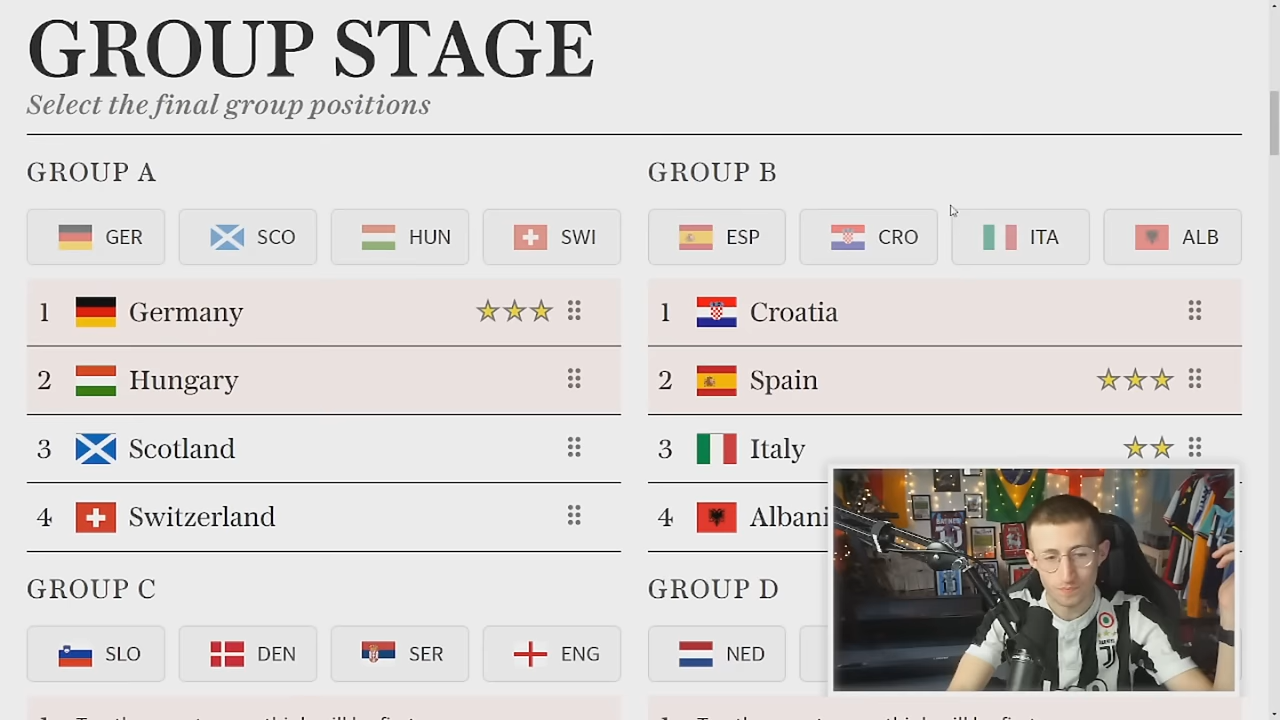 GROUP STAGE
Select the final group positions
GROUP A
GER SCO HUN SWI
1 Germany
2 Hungary
3 Scotland
4 Switzerland
GROUP B
ESP CRO ITA ALB
1 Croatia
2 Spain
3 Italy
4 Albani
GROUP C
SLO DEN SER ENG
GROUP D
NED